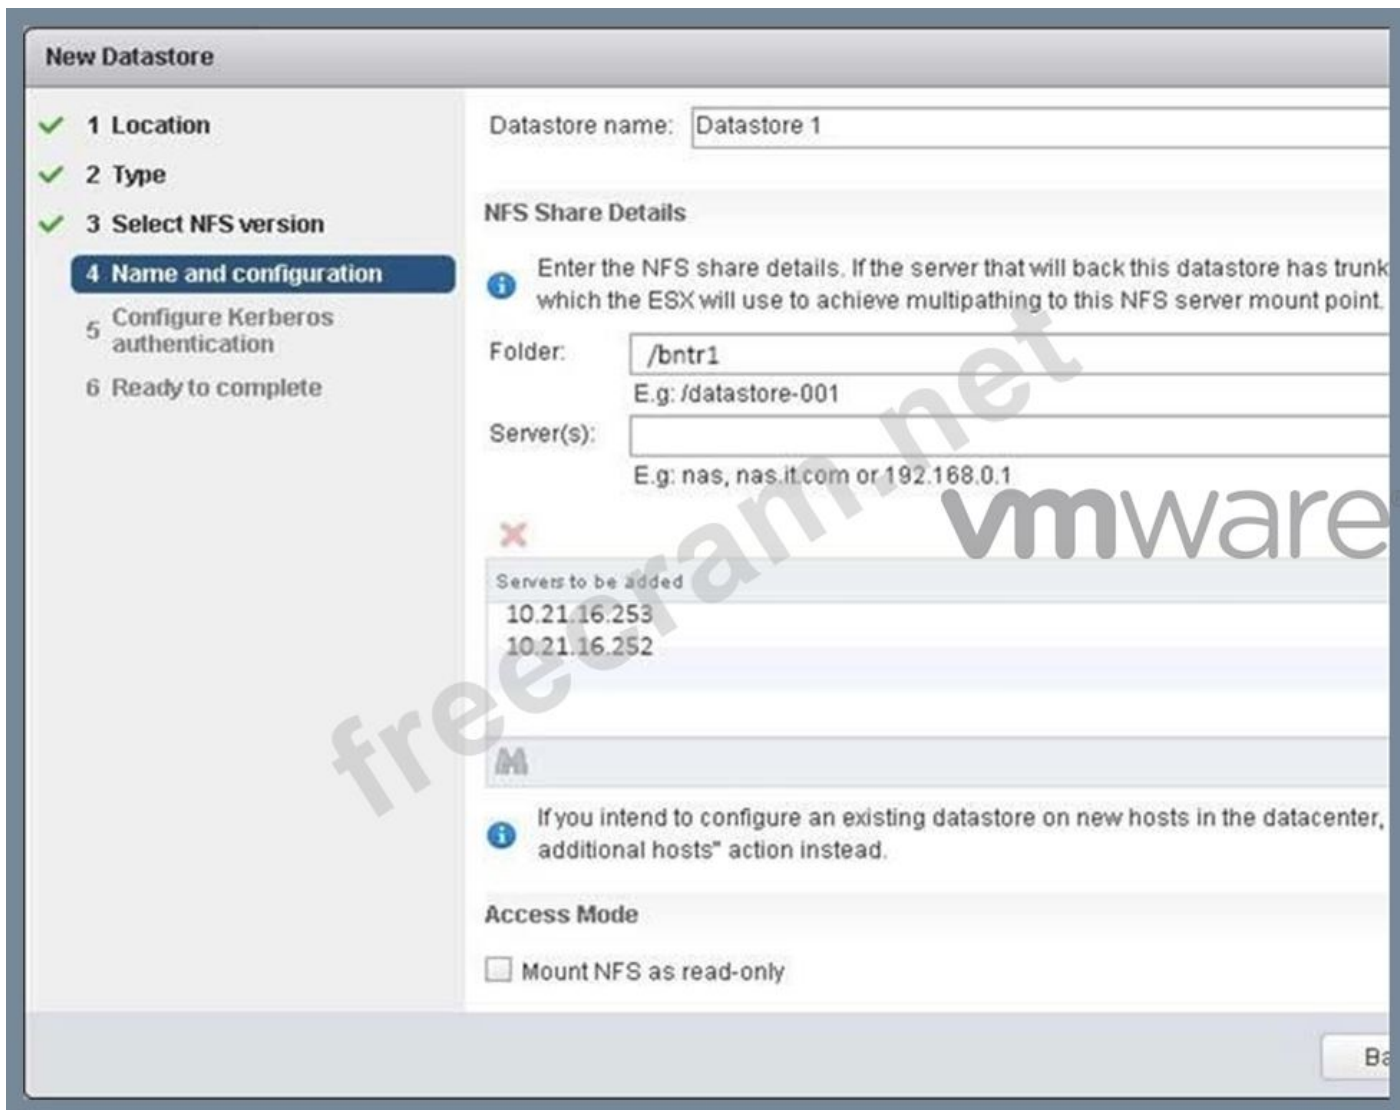 New Datastore
1 Location
2 Type
3 Select NFS version
4 Name and configuration
5 Configure Kerberos
authentication
6 Ready to complete
Datastore name: Datastore 1
NFS Share Details
Enter the NFS share details. If the server that will back this datastore has trunk
which the ESX will use to achieve multipathing to this NFS server mount point.
Folder: /bntr1
E.g: /datastore-001
Server(s):
E.g: nas, nas.it.com or 192.168.0.1
vmware
Servers to be added
10.21.16.253
10.21.16.252
If you intend to configure an existing datastore on new hosts in the datacenter,
additional hosts" action instead.
Access Mode
Mount NFS as read-only
Ba
freecram.net